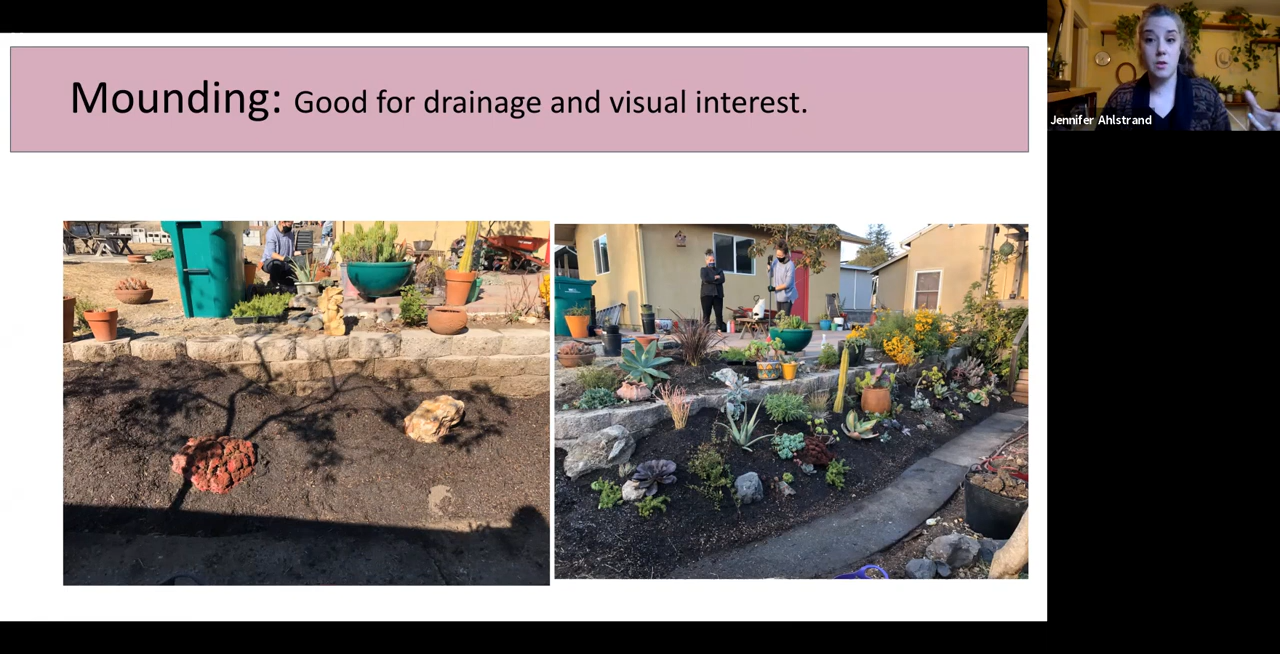 Mounding: Good for drainage and visual interest.
Jennifer Ahlstrand